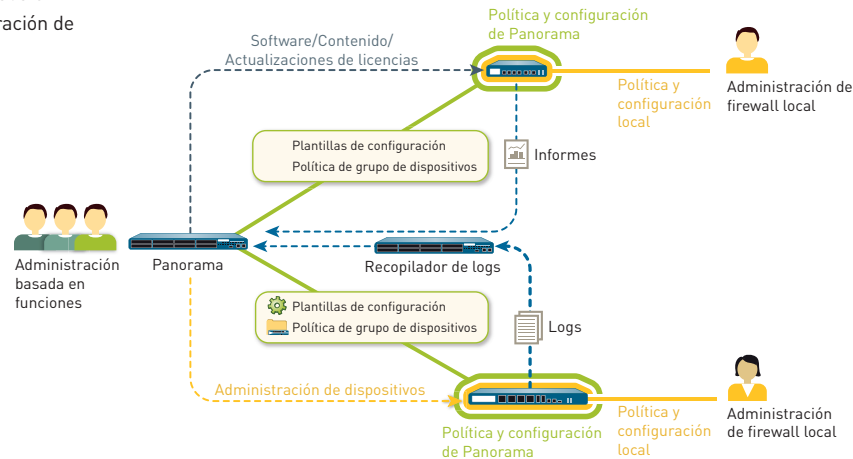 ración de
Política y configuración
de Panorama
Software/Contenido/
Actualizaciones de licencias
Política y
configuración
local
Administración de
firewall local
Plantillas de configuración
Política de grupo de dispositivos
Informes
Administración
basada en
funciones
Panorama
Recopilador de logs
Plantillas de configuración
Política de grupo de dispositivos
Logs
Administración de dispositivos
Política y configuración
de Panorama
Política y
configuración
local
Administración
de firewall local